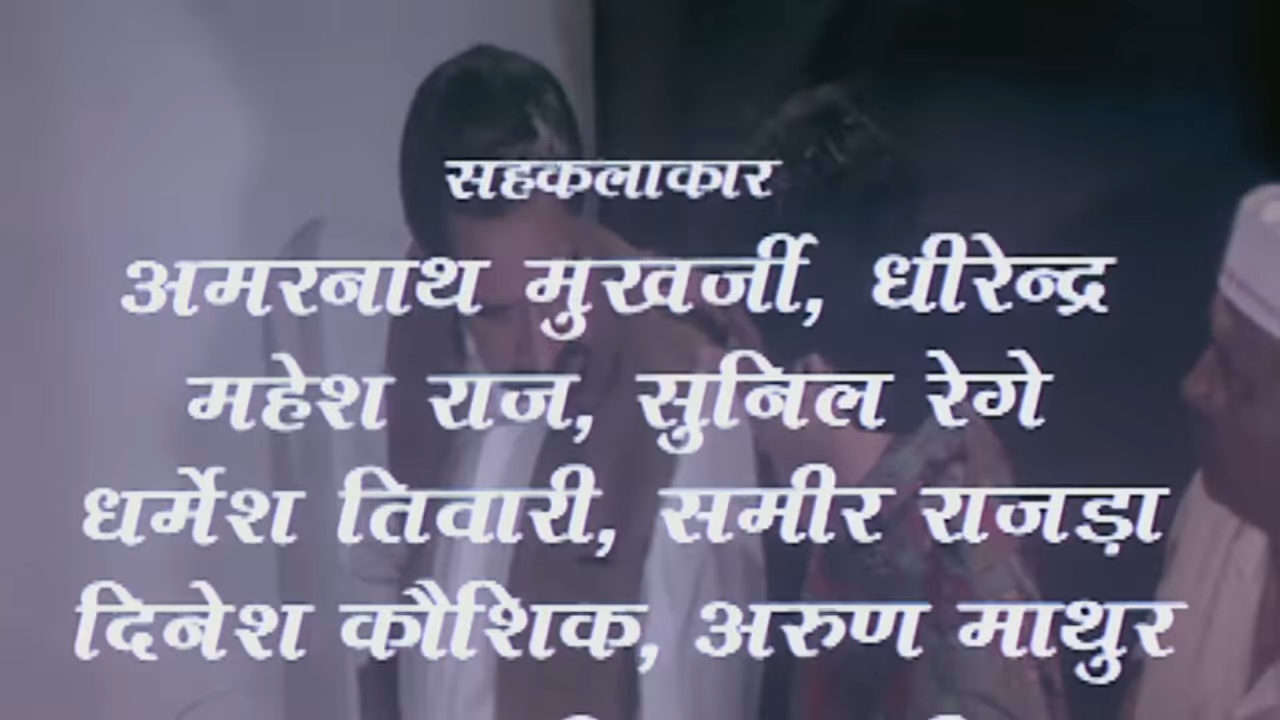 सहकलाकार
अमरनाथ मुखर्जी, धीरेन्द्र
महेश राज, सुनिल रेगे
धर्मेश तिवारी, समीर राजड़ा
दिनेश कौशिक, अरुण माथुर